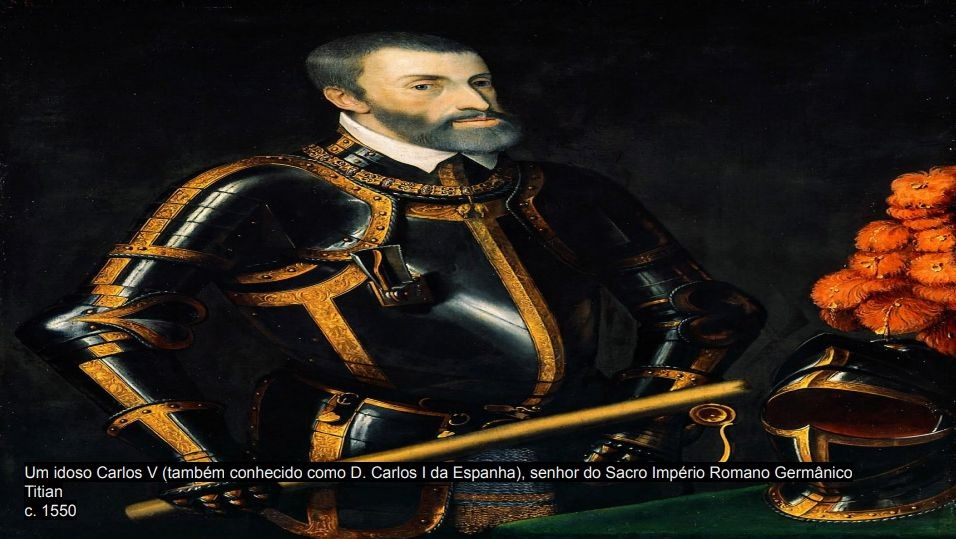 Um idoso Carlos V (também conhecido como D. Carlos I da Espanha), senhor do Sacro Império Romano Germânico
Titian
c. 1550